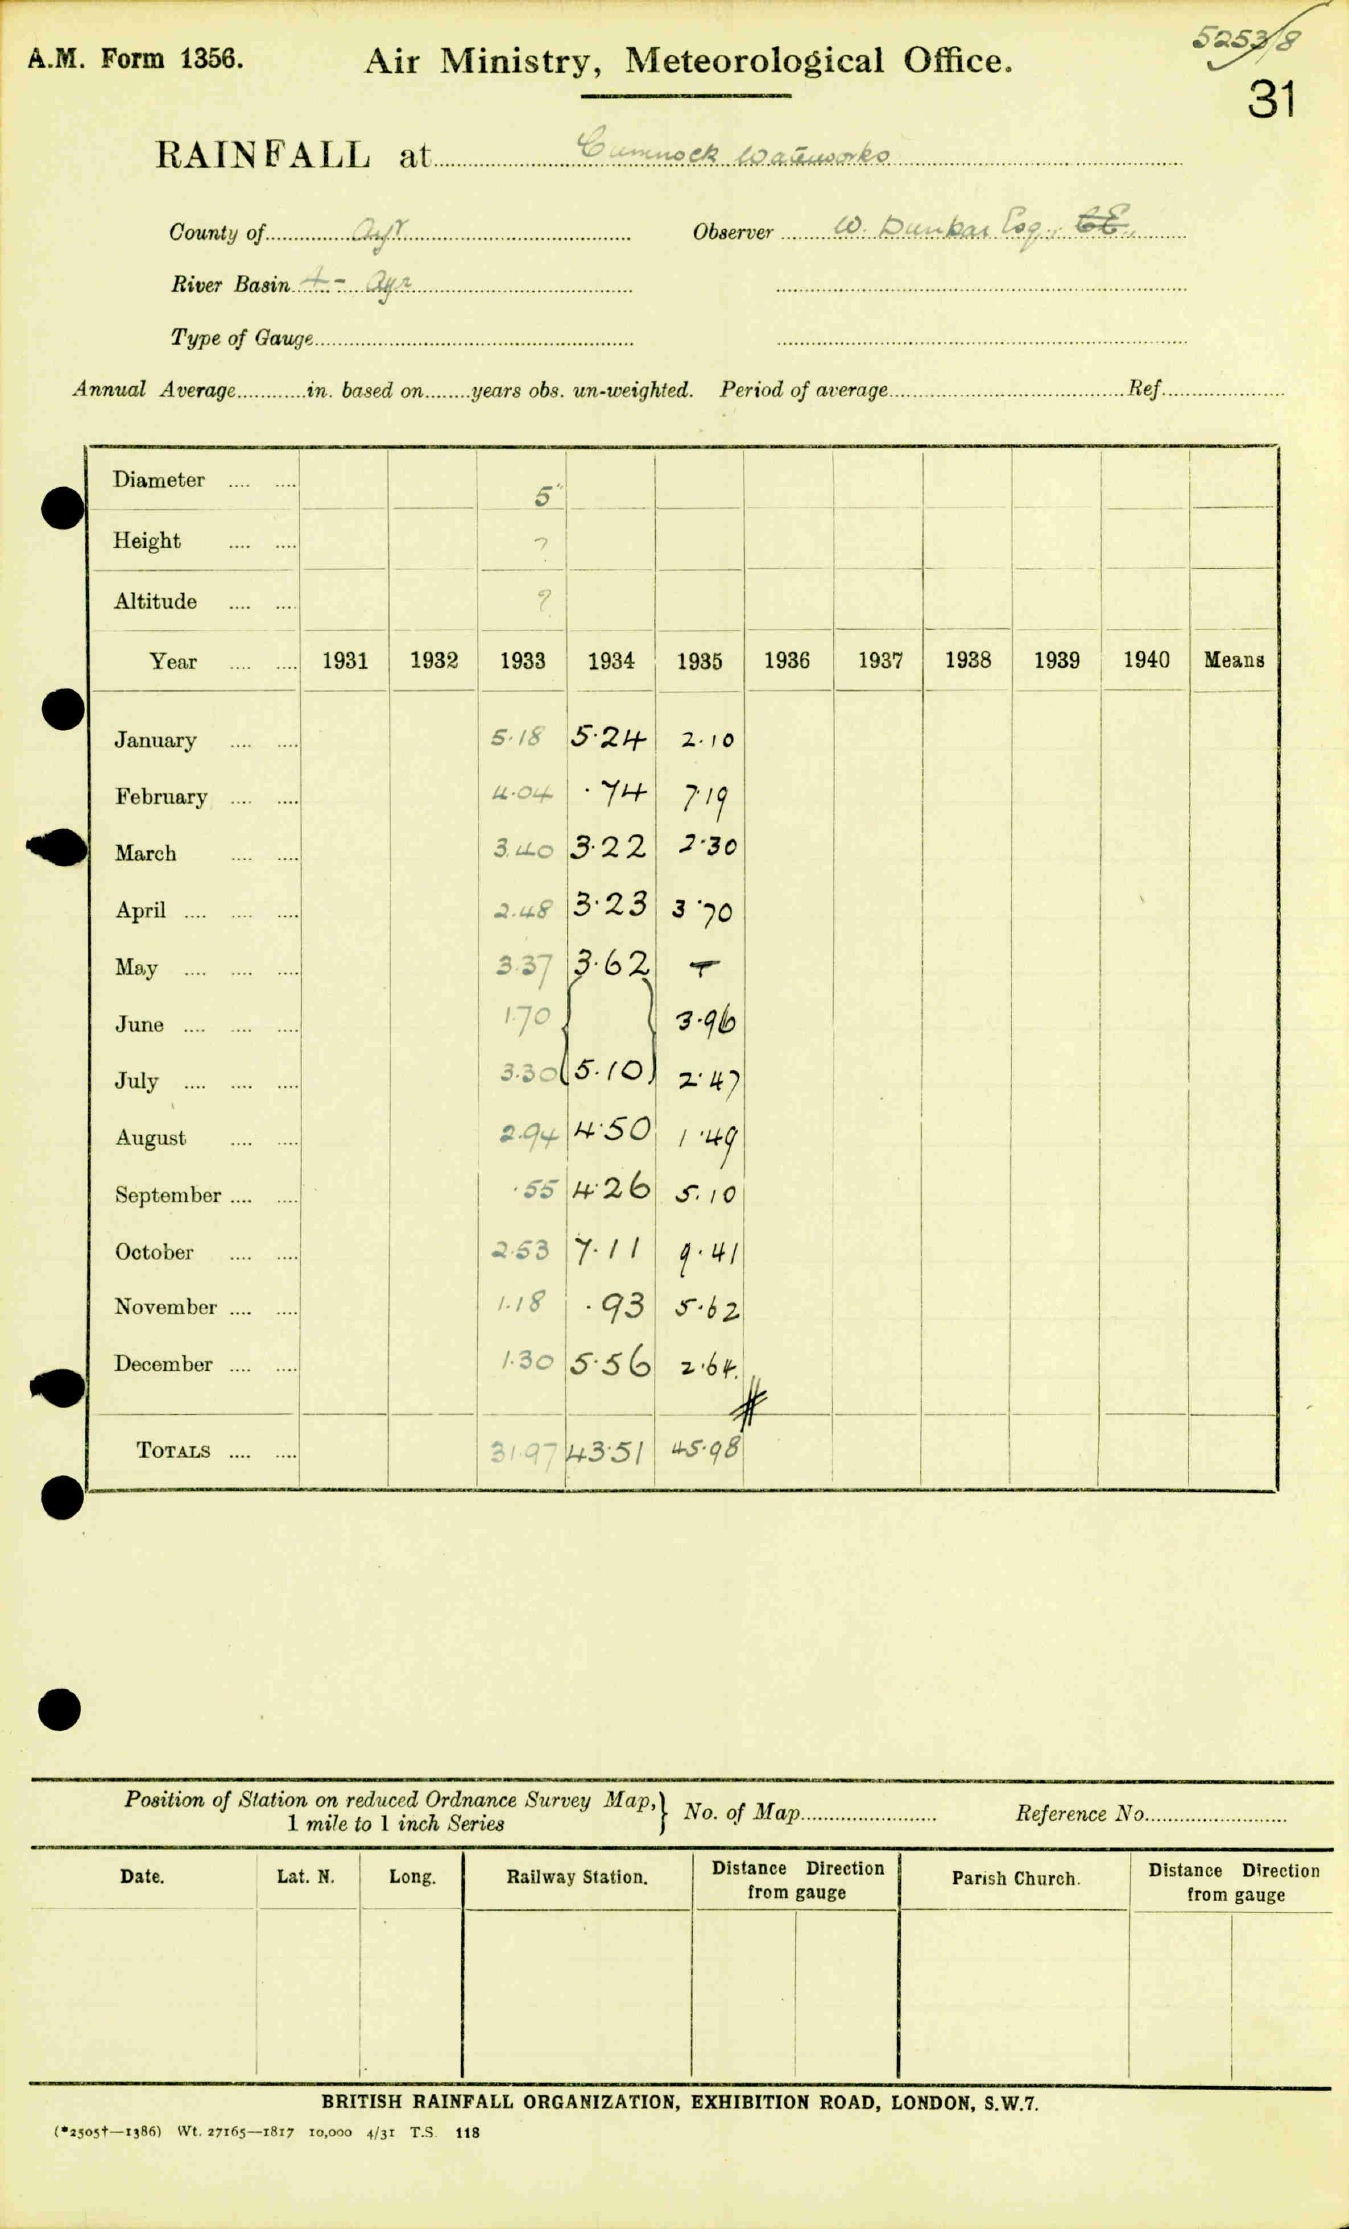 5253/8
A.M. Form 1356. Air Ministry, Meteorological Office.
31
RAINFALL at Cumnock Waterworks
County of Ayr Observer W. Dunbar Esq., C.E.,
River Basin 4 - Ayr
Type of Gauge
Annual Average in. based on years obs. un-weighted. Period of average Ref.
Diameter 5"
Height ?
Altitude ?
Year 1931 1932 1933 1934 1935 1936 1937 1938 1939 1940 Means
January 5.18 5.24 2.10
February 4.04 .74 7.19
March 3.40 3.22 2.30
April 2.48 3.23 3.70
May 3.37 3.62 T
June 1.70 3.96
July 3.30 5.10 2.47
August 2.94 4.50 1.49
September .55 4.26 5.10
October 2.53 7.11 9.41
November 1.18 .93 5.62
December 1.30 5.56 2.64.
TOTALS 31.97 43.51 45.98
Position of Station on reduced Ordnance Survey Map, } No. of Map Reference No.
1 mile to 1 inch Series
Date. Lat. N. Long. Railway Station. Distance Direction from gauge Parish Church. Distance Direction from gauge
BRITISH RAINFALL ORGANIZATION, EXHIBITION ROAD, LONDON, S.W.7.
(*2505†—1386) Wt. 27165—1817 10,000 4/31 T.S. 118